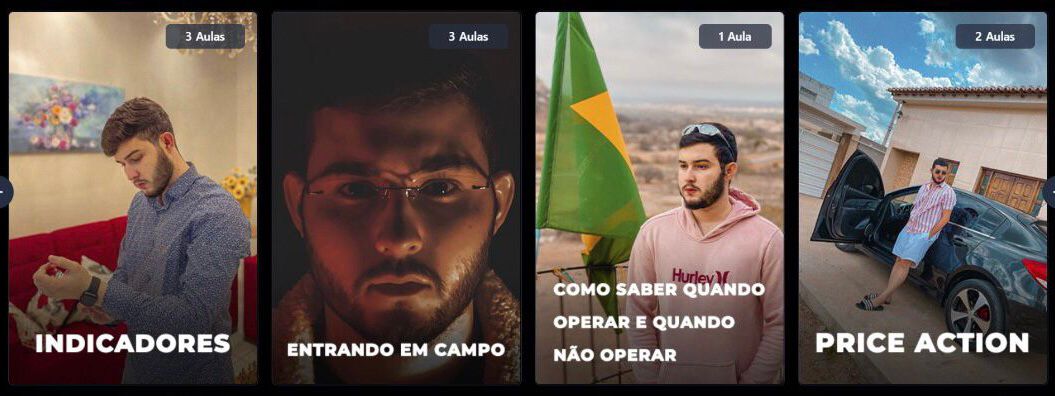 3 Aulas
INDICADORES
3 Aulas
ENTRANDO EM CAMPO
1 Aula
Hurley
COMO SABER QUANDO
OPERAR E QUANDO
NÃO OPERAR
2 Aulas
PRICE ACTION